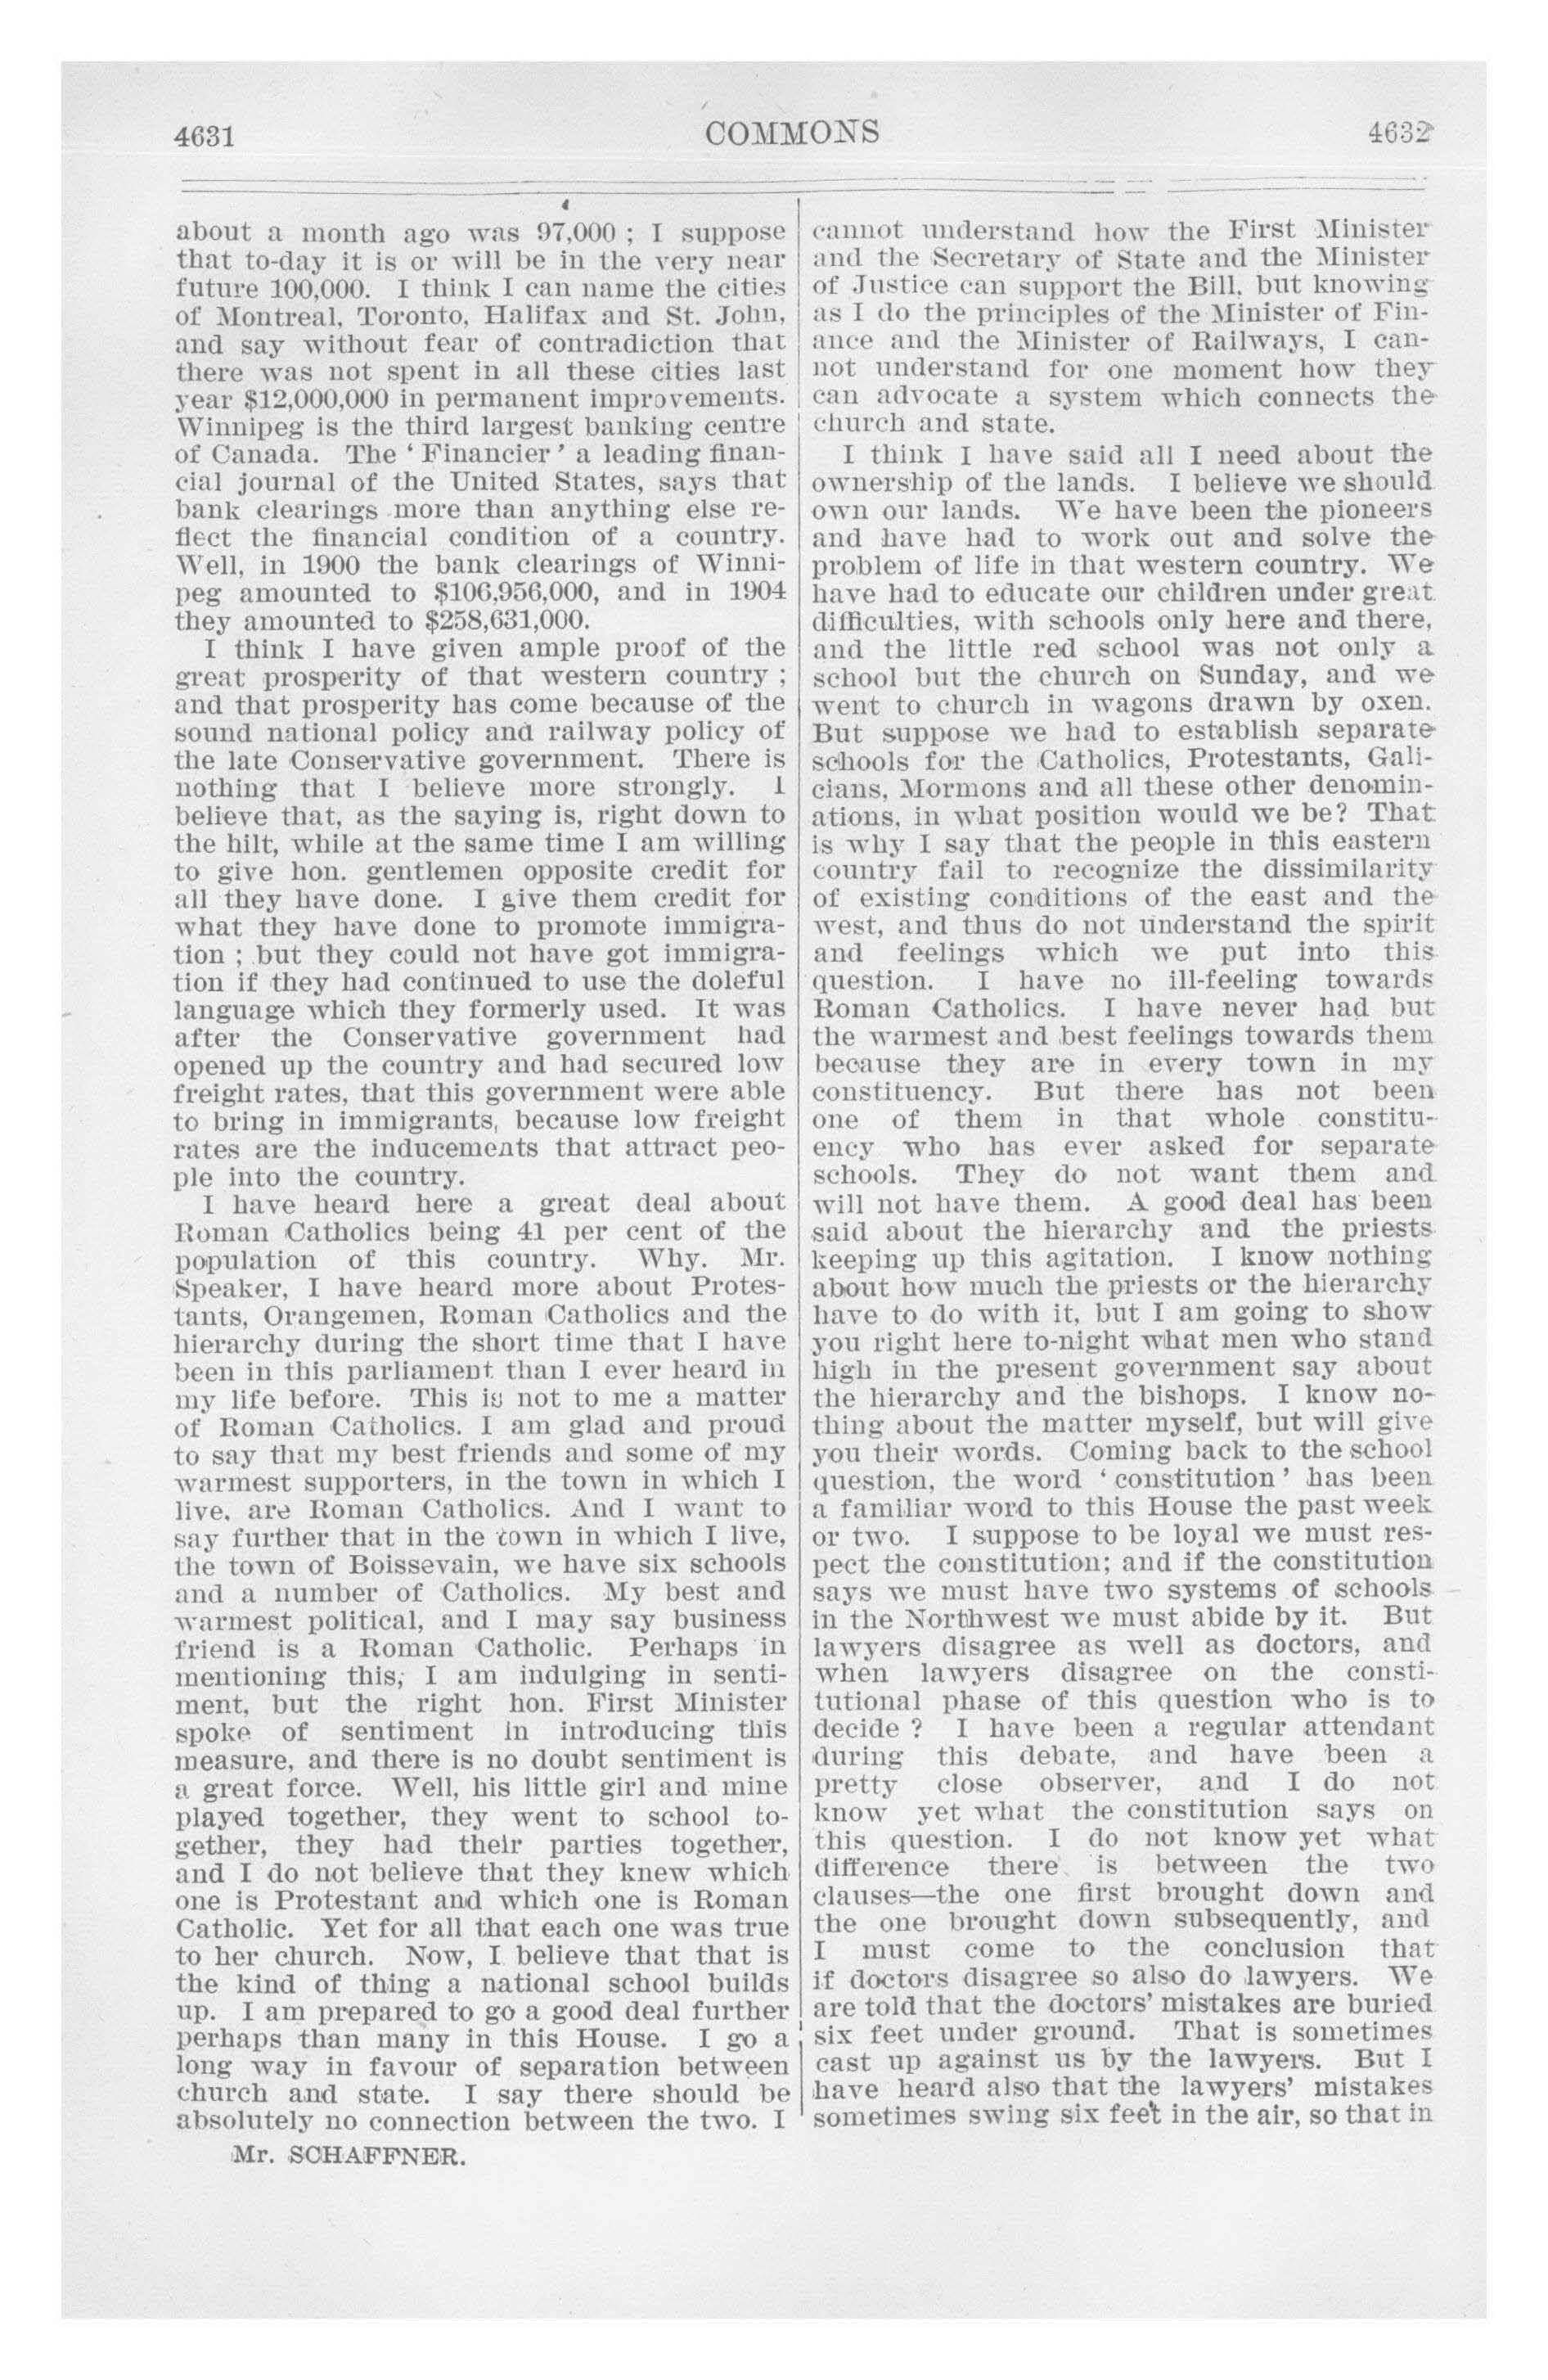 4631
COMMONS
4632
about a month ago was 97,000 ; I suppose
that to-day it is or will be in the very near
future 100,000. I think I can name the cities
of Montreal, Toronto, Halifax and St. John,
and say without fear of contradiction that
there was not spent in all these cities last
year $12,000,000 in permanent improvements.
Winnipeg is the third largest banking centre
of Canada. The ‘ Financier ’ a leading finan-
cial journal of the United States, says that
bank clearings more than anything else re-
flect the financial condition of a country.
Well, in 1900 the bank clearings of Winni-
peg amounted to $106,956,000, and in 1904
they amounted to $258,631,000.
I think I have given ample proof of the
great prosperity of that western country ;
and that prosperity has come because of the
sound national policy and railway policy of
the late Conservative government. There is
nothing that I believe more strongly. I
believe that, as the saying is, right down to
the hilt, while at the same time I am willing
to give hon. gentlemen opposite credit for
all they have done. I give them credit for
what they have done to promote immigra-
tion ; but they could not have got immigra-
tion if they had continued to use the doleful
language which they formerly used. It was
after the Conservative government had
opened up the country and had secured low
freight rates, that this government were able
to bring in immigrants, because low freight
rates are the inducements that attract peo-
ple into the country.
I have heard here a great deal about
Roman Catholics being 41 per cent of the
population of this country. Why. Mr.
Speaker, I have heard more about Protes-
tants, Orangemen, Roman Catholics and the
hierarchy during the short time that I have
been in this parliament than I ever heard in
my life before. This is not to me a matter
of Roman Catholics. I am glad and proud
to say that my best friends and some of my
warmest supporters, in the town in which I
live, are Roman Catholics. And I want to
say further that in the town in which I live,
the town of Boissevain, we have six schools
and a number of Catholics. My best and
warmest political, and I may say business
friend is a Roman Catholic. Perhaps in
mentioning this, I am indulging in senti-
ment, but the right hon. First Minister
spoke of sentiment in introducing this
measure, and there is no doubt sentiment is
a great force. Well, his little girl and mine
played together, they went to school to-
gether, they had their parties together,
and I do not believe that they knew which
one is Protestant and which one is Roman
Catholic. Yet for all that each one was true
to her church. Now, I believe that that is
the kind of thing a national school builds
up. I am prepared to go a good deal further
perhaps than many in this House. I go a
long way in favour of separation between
church and state. I say there should be
absolutely no connection between the two. I
Mr. SCHAFFNER.
cannot understand how the First Minister
and the Secretary of State and the Minister
of Justice can support the Bill, but knowing
as I do the principles of the Minister of Fin-
ance and the Minister of Railways, I can-
not understand for one moment how they
can advocate a system which connects the
church and state.
I think I have said all I need about the
ownership of the lands. I believe we should
own our lands. We have been the pioneers
and have had to work out and solve the
problem of life in that western country. We
have had to educate our children under great
difficulties, with schools only here and there,
and the little red school was not only a
school but the church on Sunday, and we
went to church in wagons drawn by oxen.
But suppose we had to establish separate
schools for the Catholics, Protestants, Gali-
cians, Mormons and all these other denomin-
ations, in what position would we be? That
is why I say that the people in this eastern
country fail to recognize the dissimilarity
of existing conditions of the east and the
west, and thus do not understand the spirit
and feelings which we put into this
question. I have no ill-feeling towards
Roman Catholics. I have never had but
the warmest and best feelings towards them
because they are in every town in my
constituency. But there has not been
one of them in that whole constitu-
ency who has ever asked for separate
schools. They do not want them and
will not have them. A good deal has been
said about the hierarchy and the priests
keeping up this agitation. I know nothing
about how much the priests or the hierarchy
have to do with it, but I am going to show
you right here to-night what men who stand
high in the present government say about
the hierarchy and the bishops. I know no-
thing about the matter myself, but will give
you their words. Coming back to the school
question, the word ‘ constitution ’ has been
a familiar word to this House the past week
or two. I suppose to be loyal we must res-
pect the constitution; and if the constitution
says we must have two systems of schools
in the Northwest we must abide by it. But
lawyers disagree as well as doctors, and
when lawyers disagree on the consti-
tutional phase of this question who is to
decide ? I have been a regular attendant
during this debate, and have been a
pretty close observer, and I do not
know yet what the constitution says on
this question. I do not know yet what
difference there is between the two
clauses—the one first brought down and
the one brought down subsequently, and
I must come to the conclusion that
if doctors disagree so also do lawyers. We
are told that the doctors’ mistakes are buried
six feet under ground. That is sometimes
cast up against us by the lawyers. But I
have heard also that the lawyers’ mistakes
sometimes swing six feet in the air, so that in